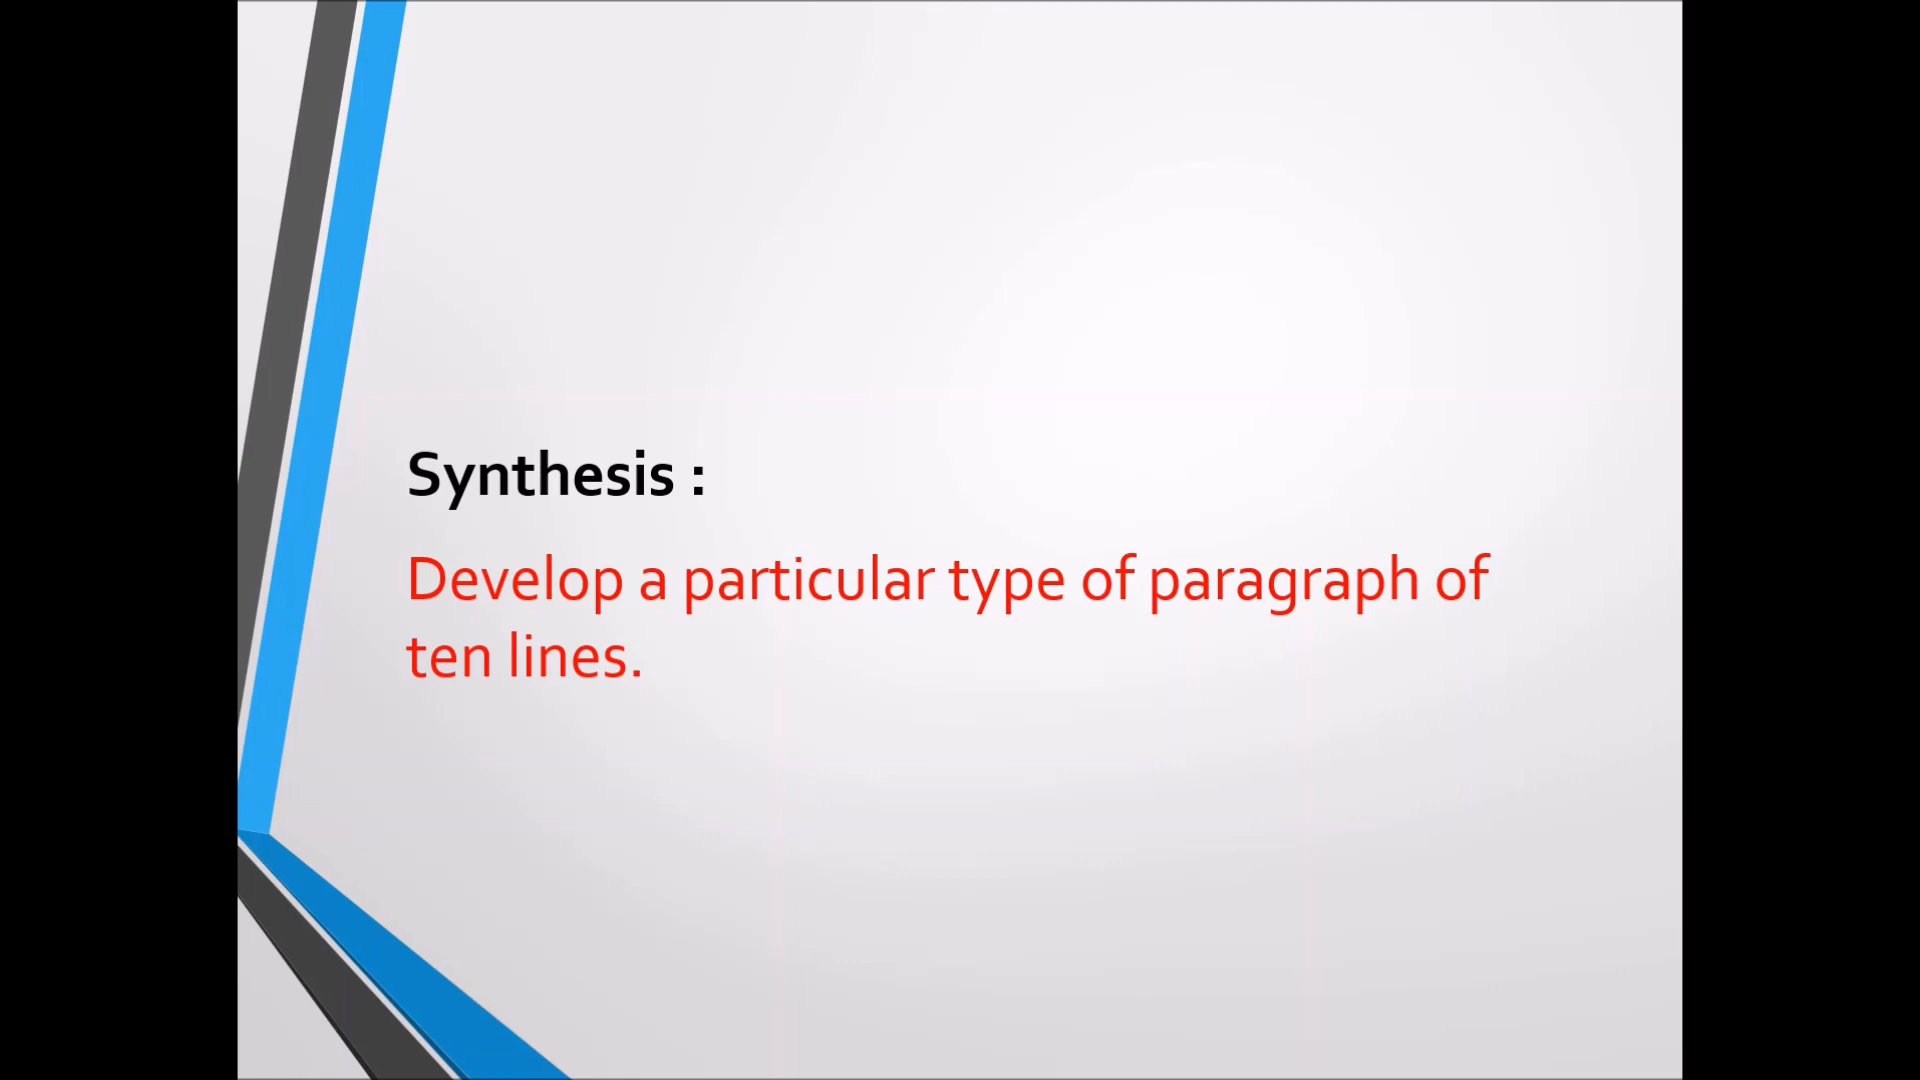 Synthesis :
Develop a particular type of paragraph of
ten lines.